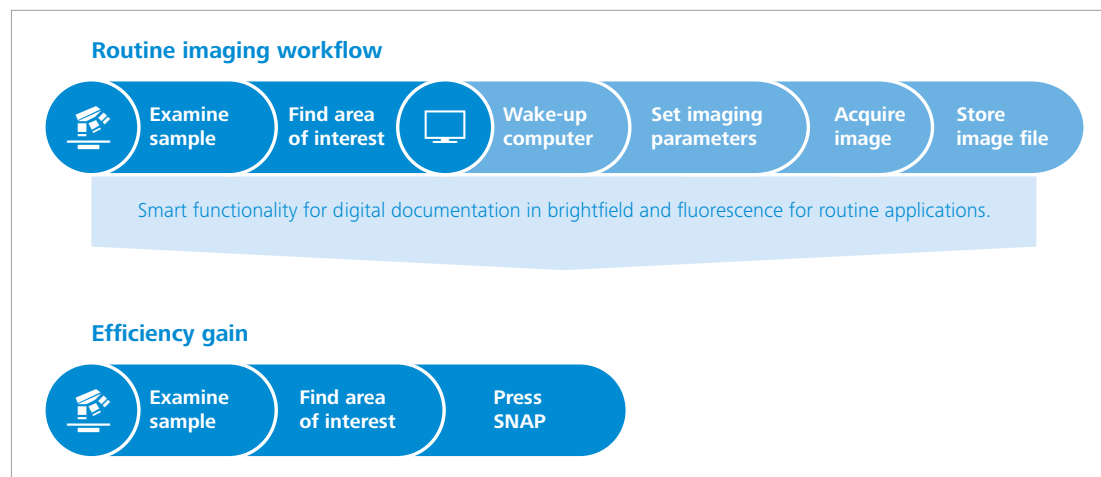 Routine imaging workflow
Examine
sample
Find area
of interest
Wake-up
computer
Set imaging
parameters
Acquire
image
Store
image file
Smart functionality for digital documentation in brightfield and fluorescence for routine applications.
Efficiency gain
Examine
sample
Find area
of interest
Press
SNAP